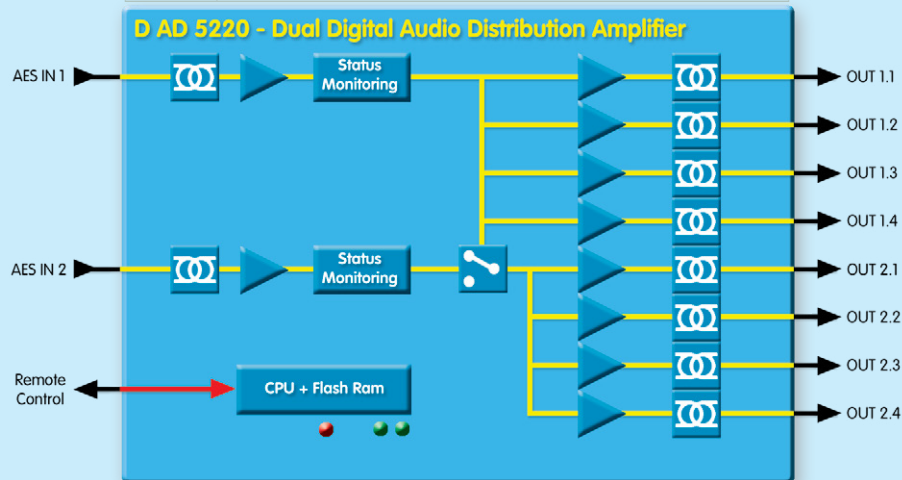 D AD 5220 - Dual Digital Audio Distribution Amplifier
AES IN 1
Status
Monitoring
OUT 1.1
OUT 1.2
OUT 1.3
OUT 1.4
AES IN 2
Status
Monitoring
OUT 2.1
OUT 2.2
OUT 2.3
OUT 2.4
Remote
Control
CPU + Flash Ram